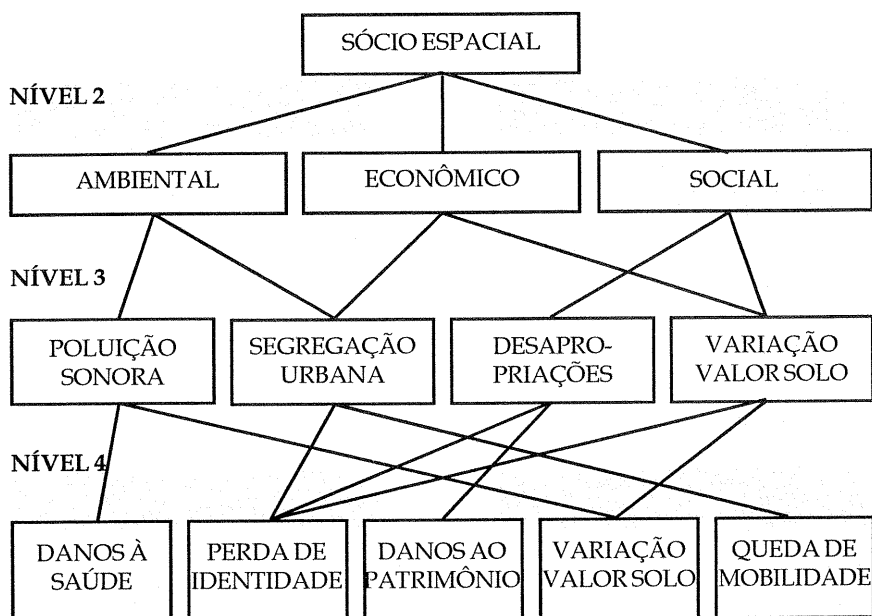 SÓCIO ESPACIAL
NÍVEL 2
AMBIENTAL
ECONÔMICO
SOCIAL
NÍVEL 3
POLUIÇÃO
SONORA
SEGREGAÇÃO
URBANA
DESAPRO-
PRIAÇÕES
VARIAÇÃO
VALOR SOLO
NÍVEL 4
DANOS À
SAÚDE
PERDA DE
IDENTIDADE
DANOS AO
PATRIMÔNIO
VARIAÇÃO
VALOR SOLO
QUEDA DE
MOBILIDADE